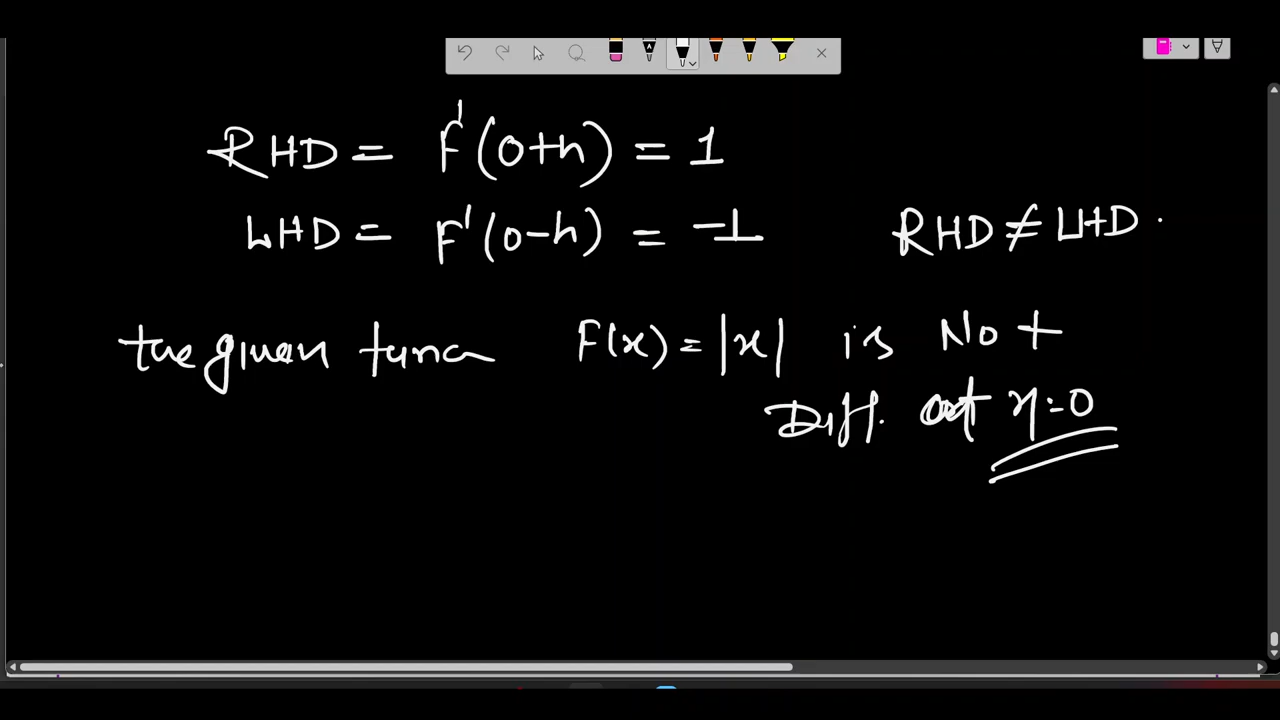 RHD = F'(0+h) = 1
LHD = F'(0-h) = -1 RHD ≠ LHD.
the given func F(x) = |x| is Not
Diff. at x=0